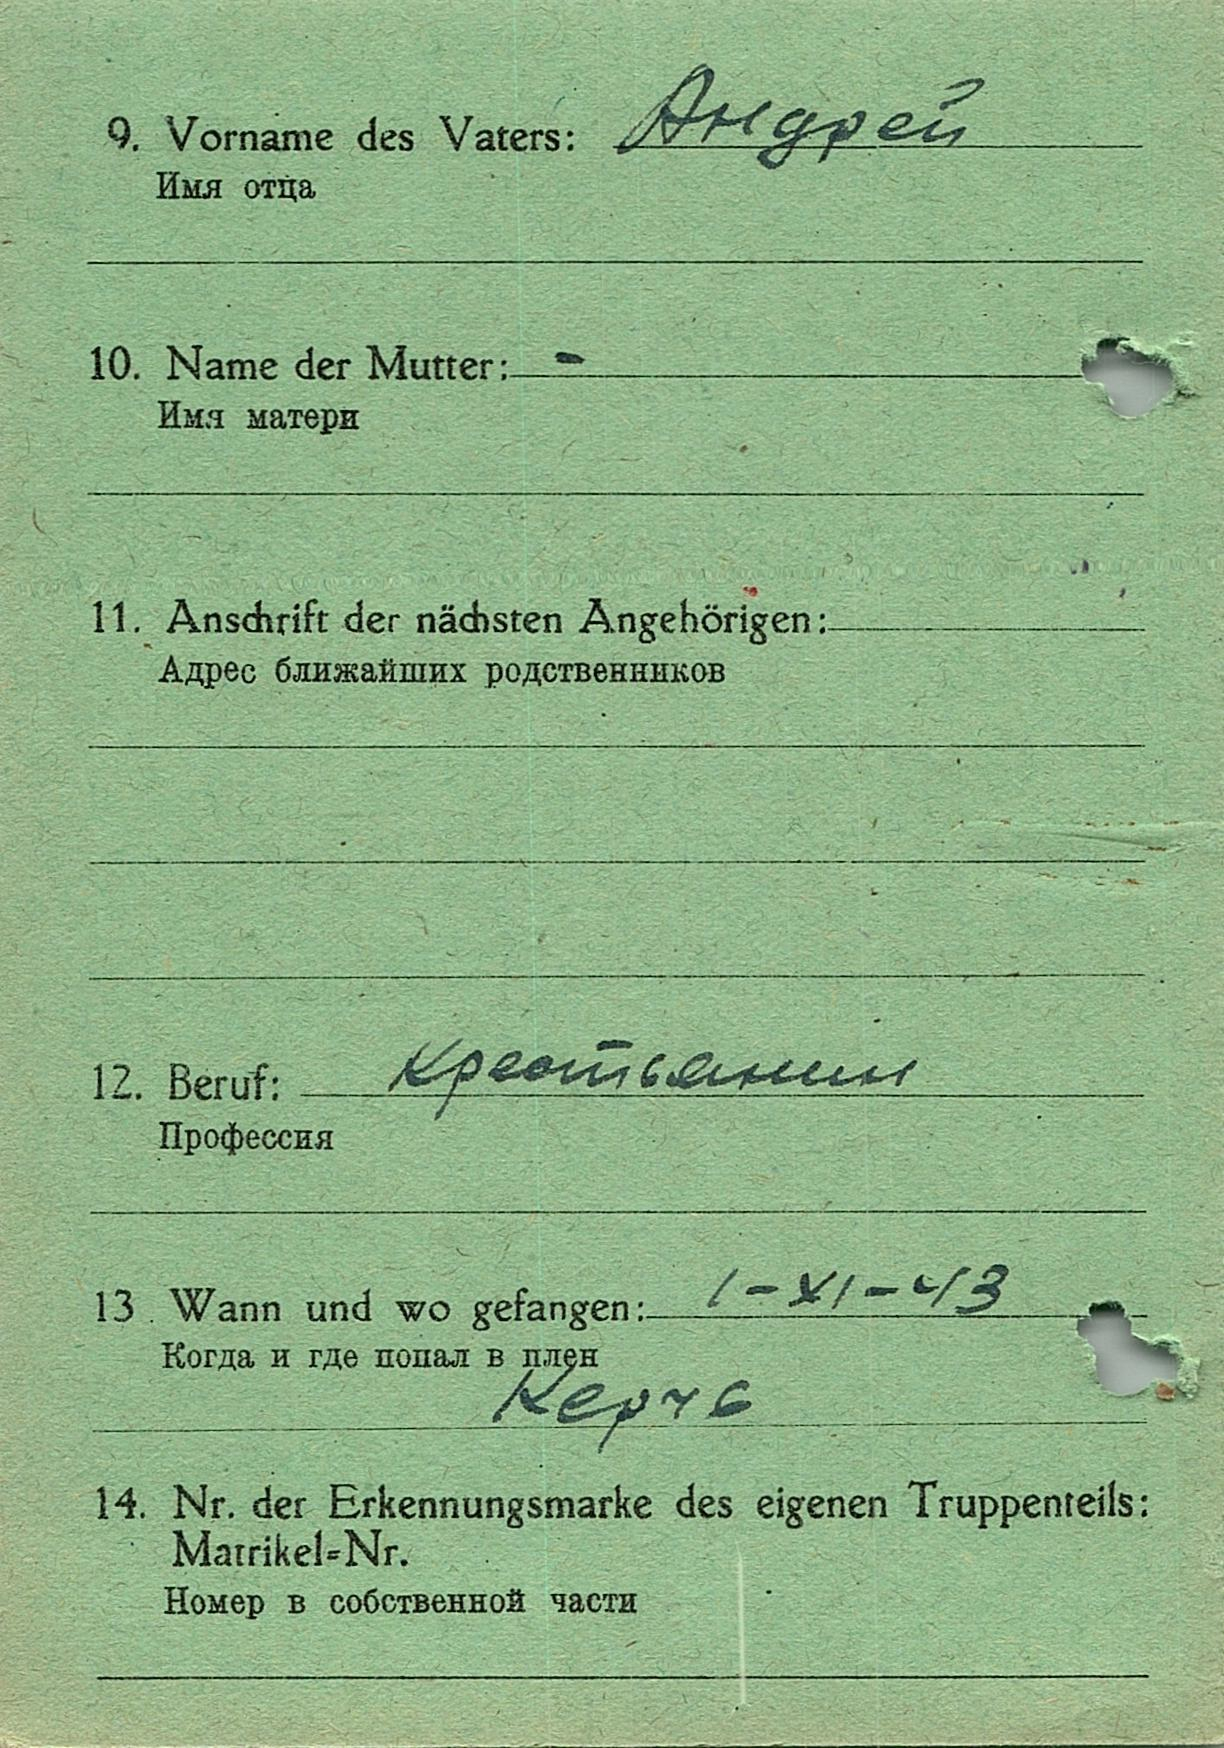 9. Vorname des Vaters: Андрей
Имя отца
10. Name der Mutter: -
Имя матери
11. Anschrift der nächsten Angehörigen:
Адрес ближайших родственников
12. Beruf: крестьянин
Профессия
13. Wann und wo gefangen: 1-XI-43
Когда и где попал в плен
Керчь
14. Nr. der Erkennungsmarke des eigenen Truppenteils:
Matrikel=Nr.
Номер в собственной части